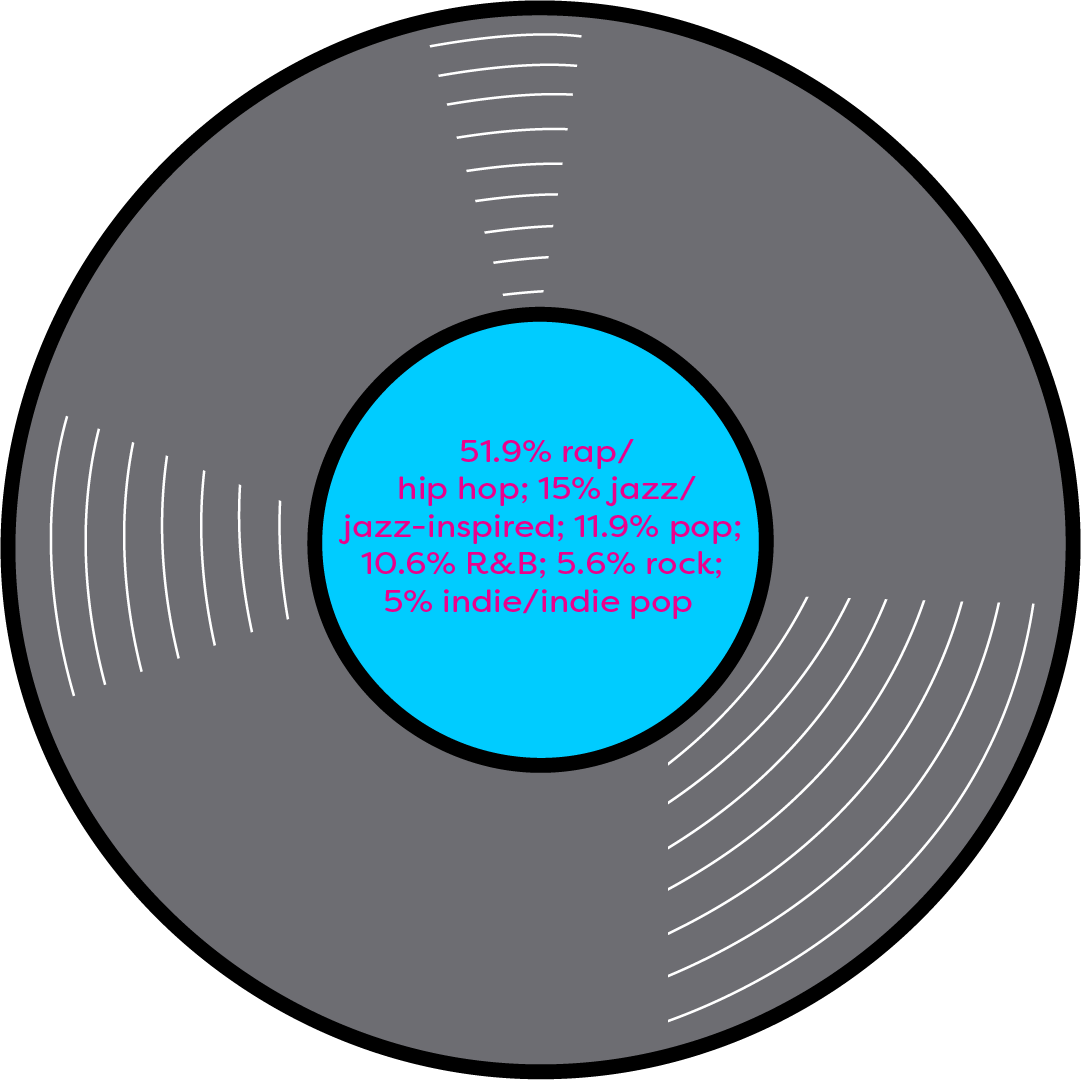 51.9% rap/
hip hop; 15% jazz/
jazz-inspired; 11.9% pop;
10.6% R&B; 5.6% rock;
5% indie/indie pop